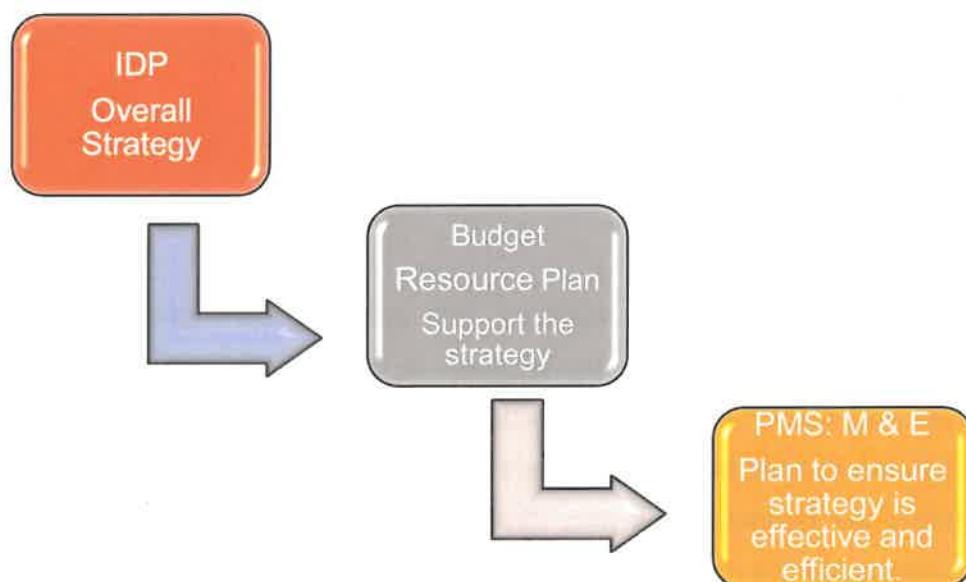 IDP
Overall
Strategy
Budget
Resource Plan
Support the
strategy
PMS: M & E
Plan to ensure
strategy is
effective and
efficient.